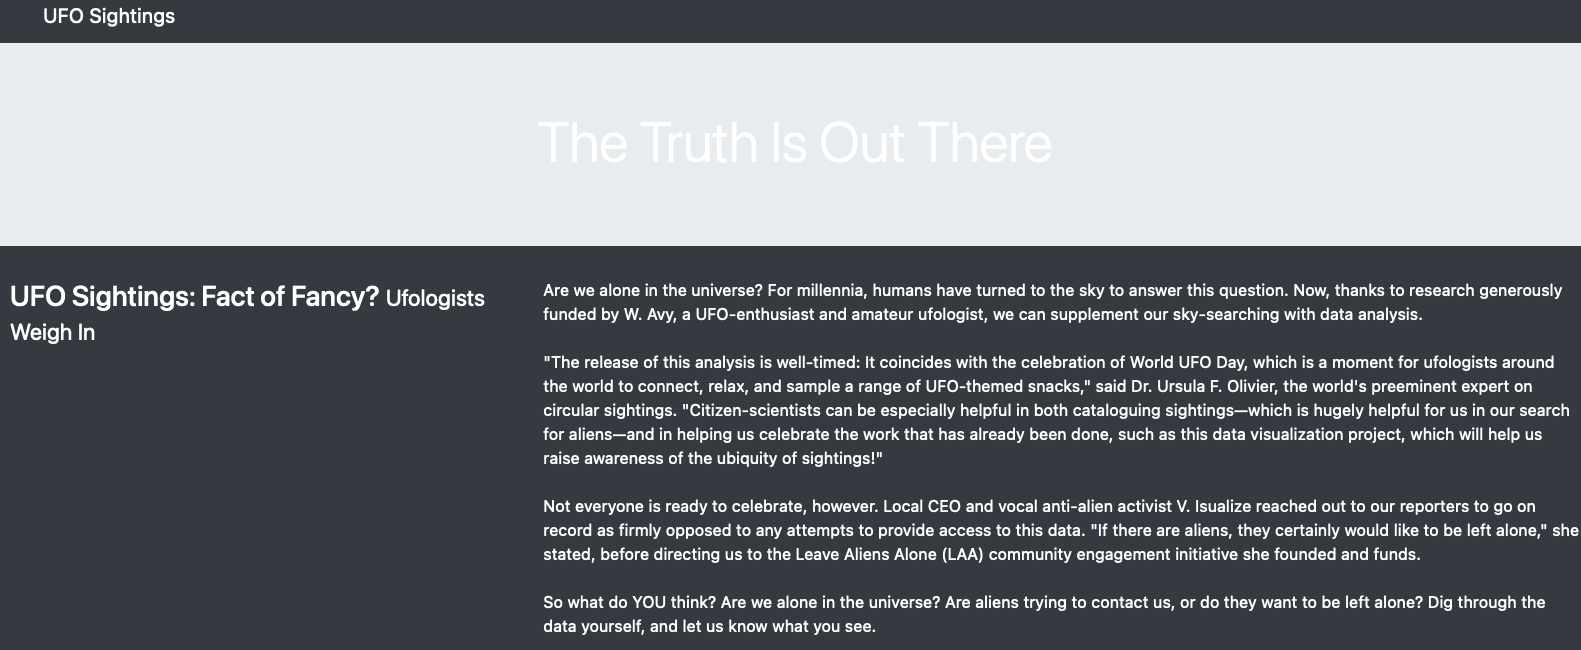 UFO Sightings
The Truth Is Out There
UFO Sightings: Fact of Fancy? Ufologists
Weigh In
Are we alone in the universe? For millennia, humans have turned to the sky to answer this question. Now, thanks to research generously
funded by W. Avy, a UFO-enthusiast and amateur ufologist, we can supplement our sky-searching with data analysis.
"The release of this analysis is well-timed: It coincides with the celebration of World UFO Day, which is a moment for ufologists around
the world to connect, relax, and sample a range of UFO-themed snacks," said Dr. Ursula F. Olivier, the world's preeminent expert on
circular sightings. "Citizen-scientists can be especially helpful in both cataloguing sightings—which is hugely helpful for us in our search
for aliens—and in helping us celebrate the work that has already been done, such as this data visualization project, which will help us
raise awareness of the ubiquity of sightings!"
Not everyone is ready to celebrate, however. Local CEO and vocal anti-alien activist V. Isualize reached out to our reporters to go on
record as firmly opposed to any attempts to provide access to this data. "If there are aliens, they certainly would like to be left alone," she
stated, before directing us to the Leave Aliens Alone (LAA) community engagement initiative she founded and funds.
So what do YOU think? Are we alone in the universe? Are aliens trying to contact us, or do they want to be left alone? Dig through the
data yourself, and let us know what you see.